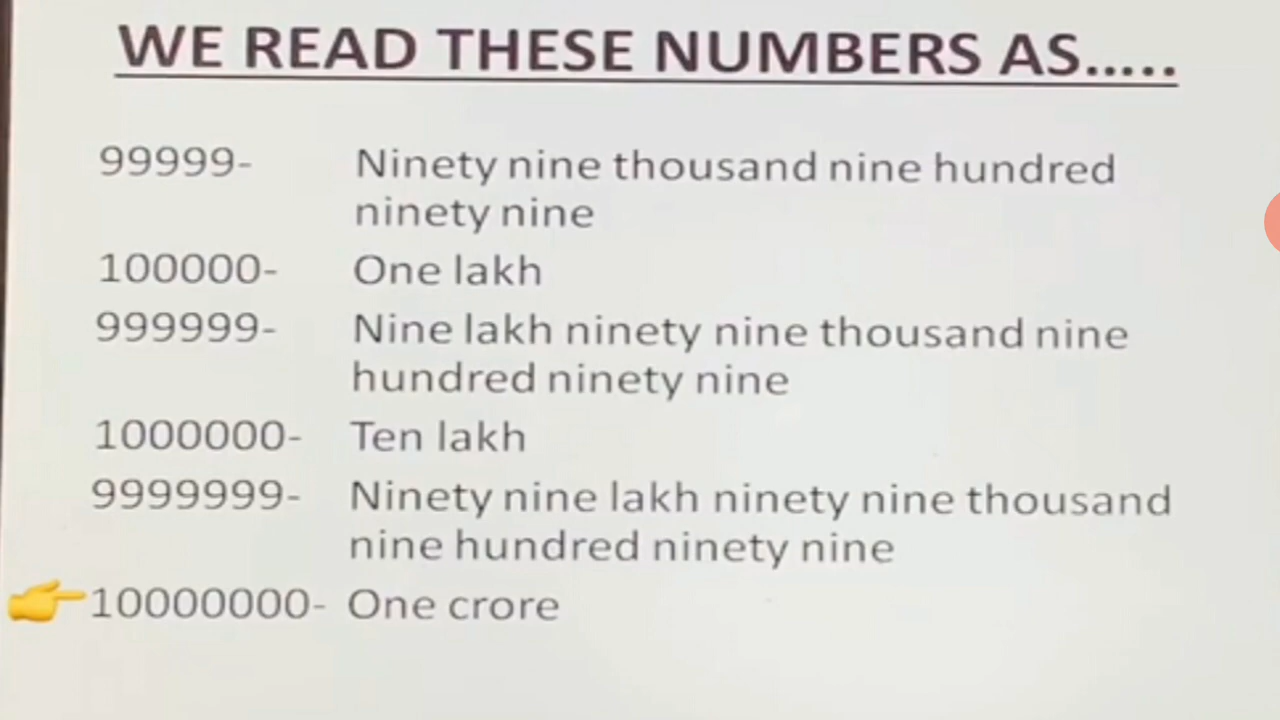 WE READ THESE NUMBERS AS.....
99999- Ninety nine thousand nine hundred
ninety nine
100000- One lakh
999999- Nine lakh ninety nine thousand nine
hundred ninety nine
1000000- Ten lakh
9999999- Ninety nine lakh ninety nine thousand
nine hundred ninety nine
10000000- One crore